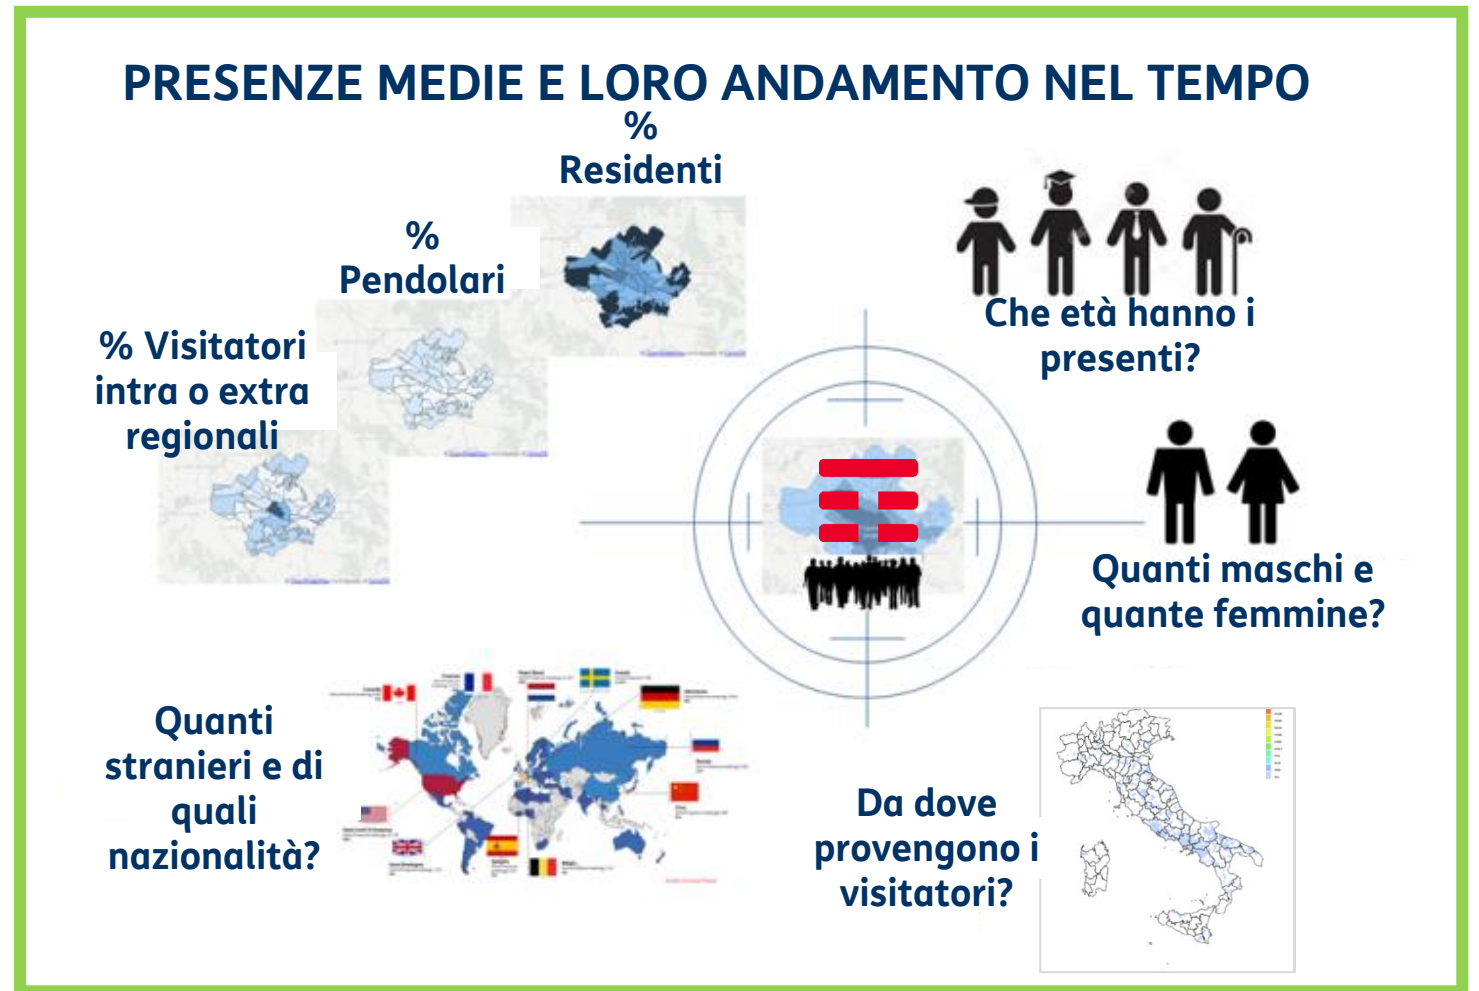 PRESENZE MEDIE E LORO ANDAMENTO NEL TEMPO
%
Residenti
%
Pendolari
% Visitatori
intra o extra
regionali
Che età hanno i
presenti?
Quanti maschi e
quante femmine?
Quanti
stranieri e di
quali
nazionalità?
Da dove
provengono i
visitatori?